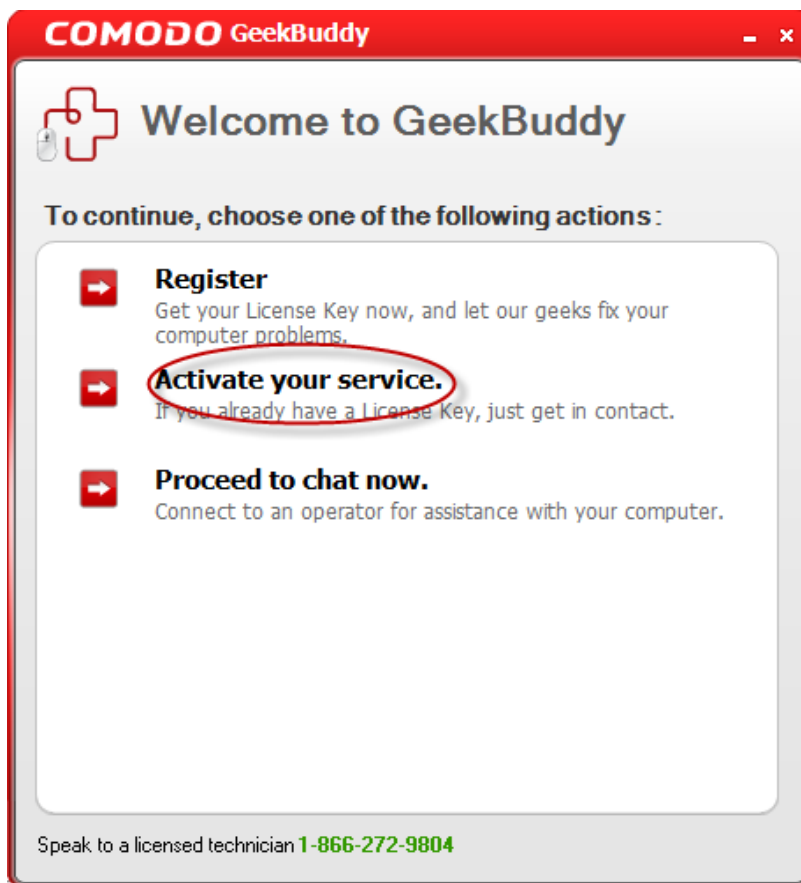 COMODO GeekBuddy
Welcome to GeekBuddy
To continue, choose one of the following actions:
Register
Get your License Key now, and let our geeks fix your
computer problems.
Activate your service.
If you already have a License Key, just get in contact.
Proceed to chat now.
Connect to an operator for assistance with your computer.
Speak to a licensed technician 1-866-272-9804